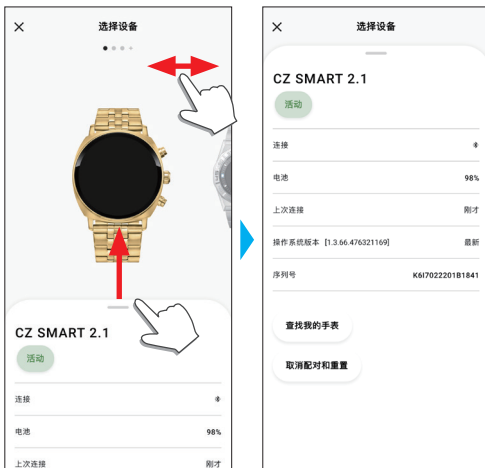 选择设备
CZ SMART 2.1
活动
连接
电池 98%
上次连接 刚才
选择设备
CZ SMART 2.1
活动
连接
电池 98%
上次连接 刚才
操作系统版本 [1.3.66.476321169] 最新
序列号 K6I7022201B1841
查找我的手表
取消配对和重置